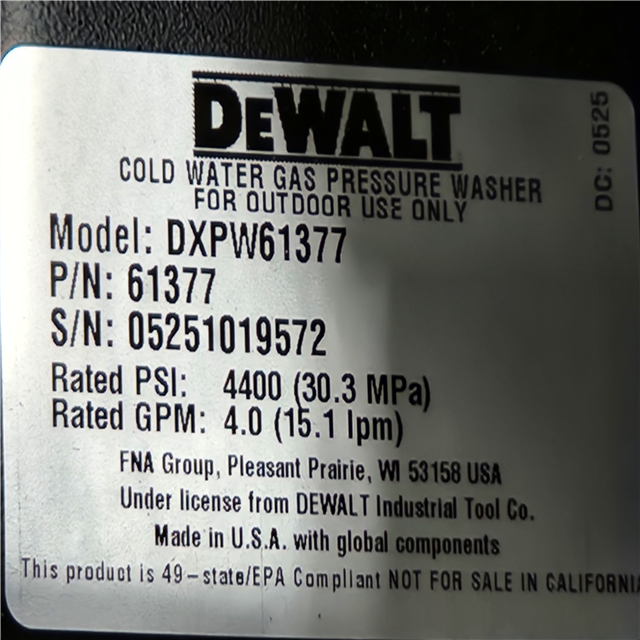 DEWALT
DC: 0525
COLD WATER GAS PRESSURE WASHER
FOR OUTDOOR USE ONLY
Model: DXPW61377
P/N: 61377
S/N: 05251019572
Rated PSI: 4400 (30.3 MPa)
Rated GPM: 4.0 (15.1 lpm)
FNA Group, Pleasant Prairie, WI 53158 USA
Under license from DEWALT Industrial Tool Co.
Made in U.S.A. with global components
This product is 49-state/EPA Compliant NOT FOR SALE IN CALIFORNIA